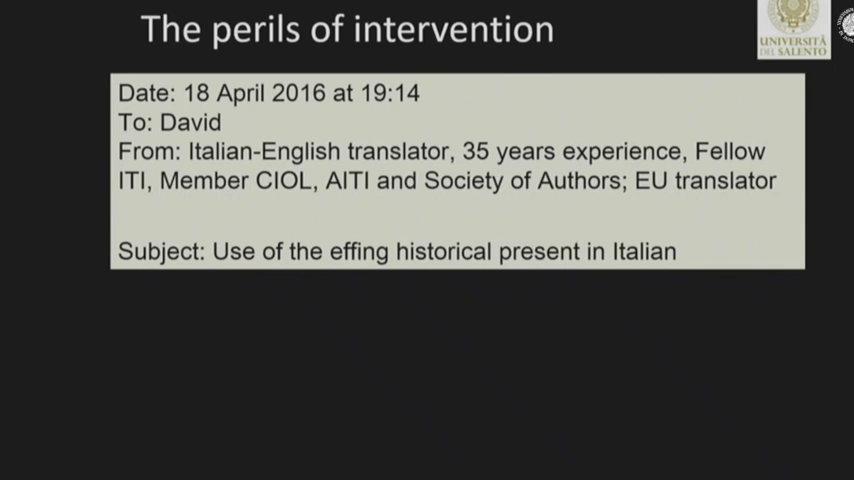 The perils of intervention
UNIVERSITÀ
DEL SALENTO
Date: 18 April 2016 at 19:14
To: David
From: Italian-English translator, 35 years experience, Fellow
ITI, Member CIOL, AITI and Society of Authors; EU translator
Subject: Use of the effing historical present in Italian